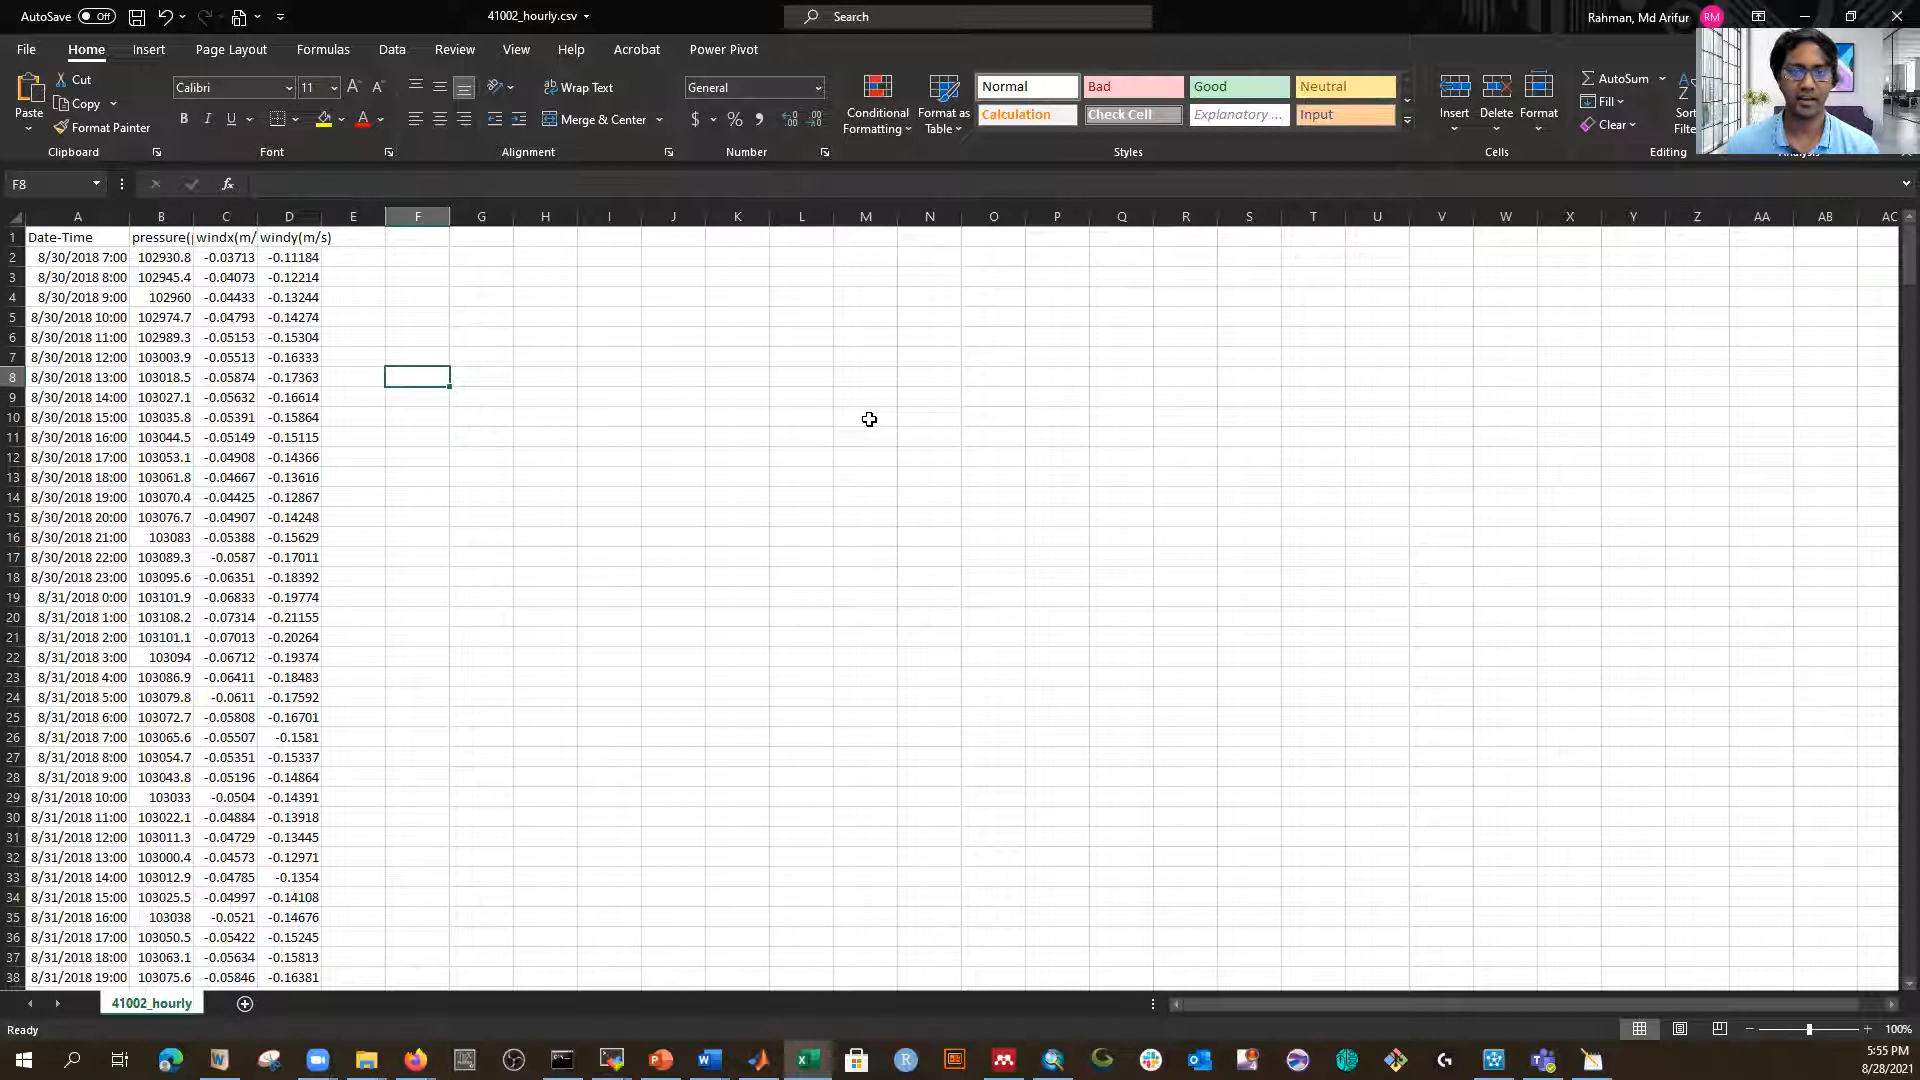 AutoSave Off 41002_hourly.csv Search Rahman, Md Arifur RM
File Home Insert Page Layout Formulas Data Review View Help Acrobat Power Pivot
Paste Cut Copy Format Painter Clipboard
Calibri 11 B I U Font
Wrap Text Merge & Center Alignment
General $ % Number
Conditional Formatting Format as Table
Normal Bad Good Neutral
Calculation Check Cell Explanatory ... Input
Styles
Insert Delete Format Cells
AutoSum Fill Clear Sort Filte Editing
F8 fx
A B C D E F G H I J K L M N O P Q R S T U V W X Y Z AA AB AC
1 Date-Time pressure( windx(m/ windy(m/s)
2 8/30/2018 7:00 102930.8 -0.03713 -0.11184
3 8/30/2018 8:00 102945.4 -0.04073 -0.12214
4 8/30/2018 9:00 102960 -0.04433 -0.13244
5 8/30/2018 10:00 102974.7 -0.04793 -0.14274
6 8/30/2018 11:00 102989.3 -0.05153 -0.15304
7 8/30/2018 12:00 103003.9 -0.05513 -0.16333
8 8/30/2018 13:00 103018.5 -0.05874 -0.17363
9 8/30/2018 14:00 103027.1 -0.05632 -0.16614
10 8/30/2018 15:00 103035.8 -0.05391 -0.15864
11 8/30/2018 16:00 103044.5 -0.05149 -0.15115
12 8/30/2018 17:00 103053.1 -0.04908 -0.14366
13 8/30/2018 18:00 103061.8 -0.04667 -0.13616
14 8/30/2018 19:00 103070.4 -0.04425 -0.12867
15 8/30/2018 20:00 103076.7 -0.04907 -0.14248
16 8/30/2018 21:00 103083 -0.05388 -0.15629
17 8/30/2018 22:00 103089.3 -0.0587 -0.17011
18 8/30/2018 23:00 103095.6 -0.06351 -0.18392
19 8/31/2018 0:00 103101.9 -0.06833 -0.19774
20 8/31/2018 1:00 103108.2 -0.07314 -0.21155
21 8/31/2018 2:00 103101.1 -0.07013 -0.20264
22 8/31/2018 3:00 103094 -0.06712 -0.19374
23 8/31/2018 4:00 103086.9 -0.06411 -0.18483
24 8/31/2018 5:00 103079.8 -0.0611 -0.17592
25 8/31/2018 6:00 103072.7 -0.05808 -0.16701
26 8/31/2018 7:00 103065.6 -0.05507 -0.1581
27 8/31/2018 8:00 103054.7 -0.05351 -0.15337
28 8/31/2018 9:00 103043.8 -0.05196 -0.14864
29 8/31/2018 10:00 103033 -0.0504 -0.14391
30 8/31/2018 11:00 103022.1 -0.04884 -0.13918
31 8/31/2018 12:00 103011.3 -0.04729 -0.13445
32 8/31/2018 13:00 103000.4 -0.04573 -0.12971
33 8/31/2018 14:00 103012.9 -0.04785 -0.1354
34 8/31/2018 15:00 103025.5 -0.04997 -0.14108
35 8/31/2018 16:00 103038 -0.0521 -0.14676
36 8/31/2018 17:00 103050.5 -0.05422 -0.15245
37 8/31/2018 18:00 103063.1 -0.05634 -0.15813
38 8/31/2018 19:00 103075.6 -0.05846 -0.16381
41002_hourly
Ready 100%
5:55 PM
8/28/2021